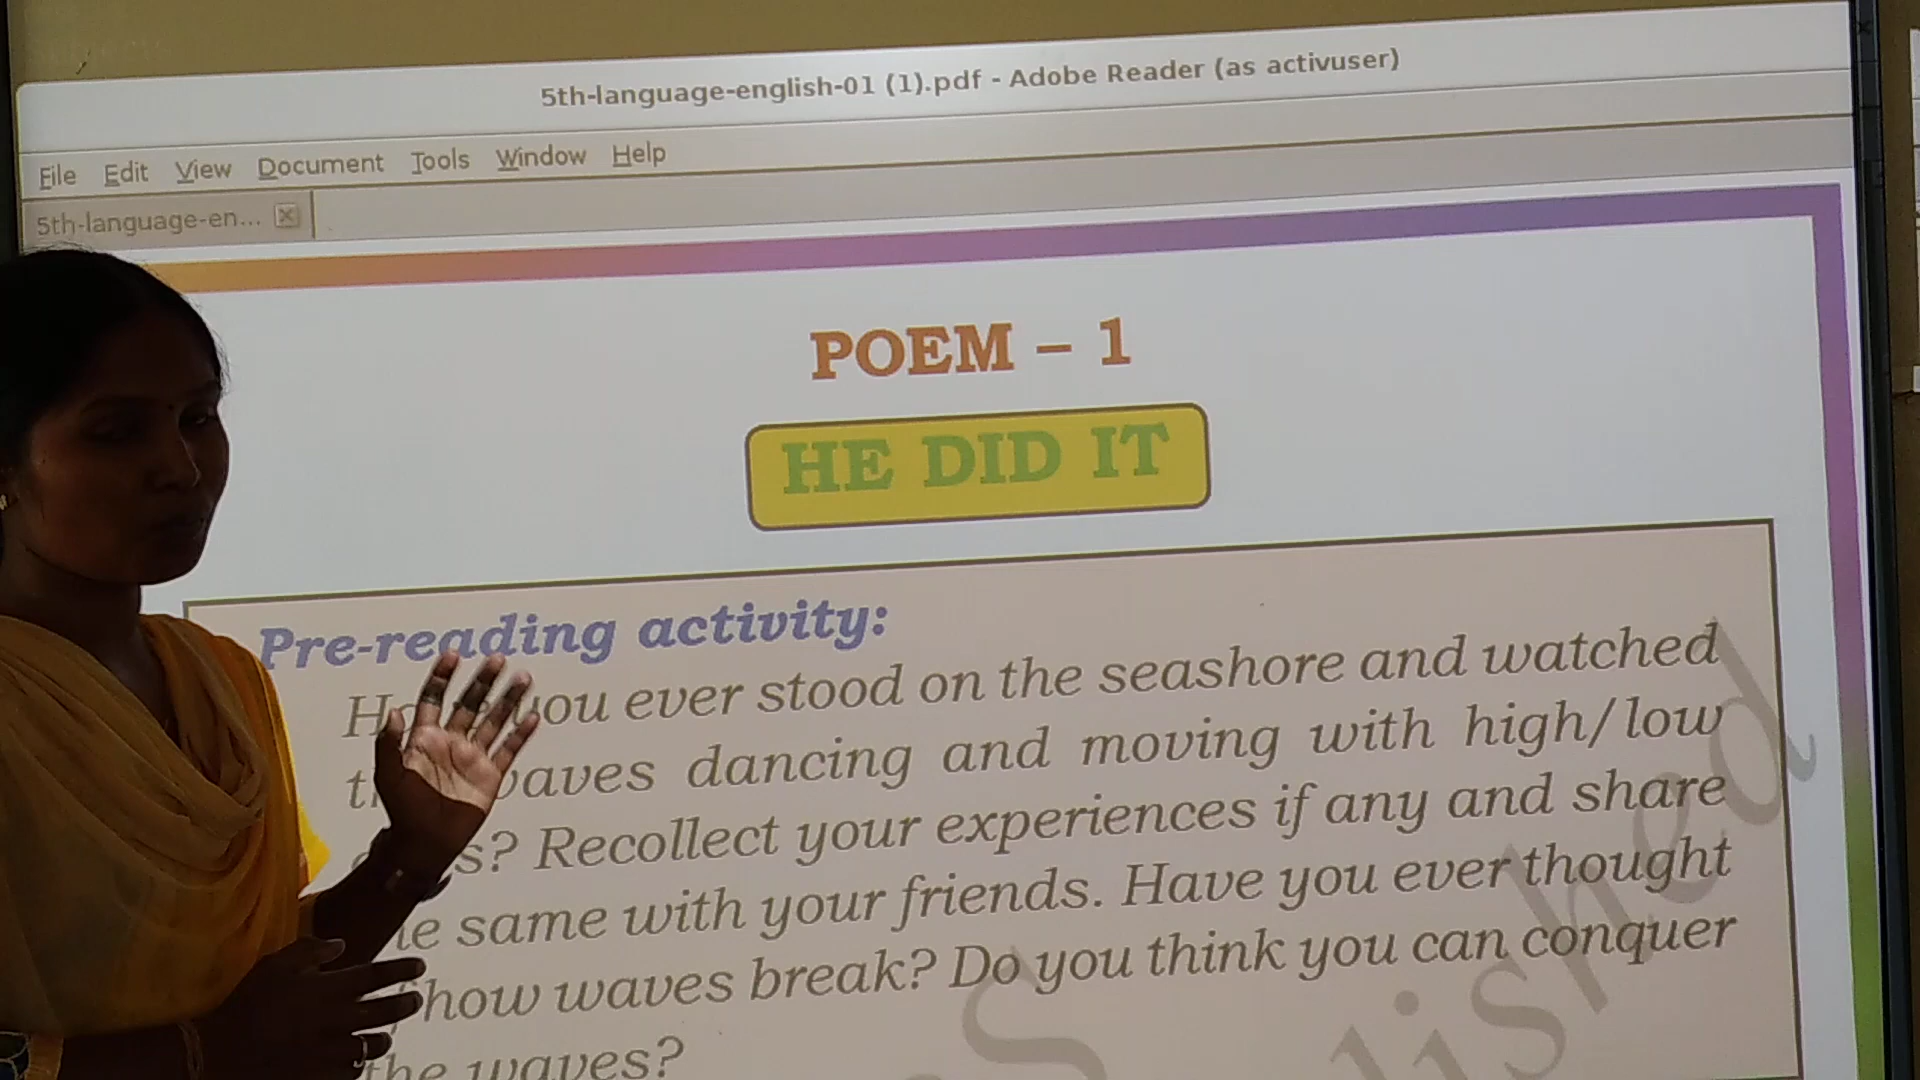 5th-language-english-01 (1).pdf - Adobe Reader (as activuser)
File Edit View Document Tools Window Help
5th-language-en...
POEM – 1
HE DID IT
Pre-reading activity:
you ever stood on the seashore and watched
waves dancing and moving with high/low
Recollect your experiences if any and share
same with your friends. Have you ever thought
how waves break? Do you think you can conquer
the waves?